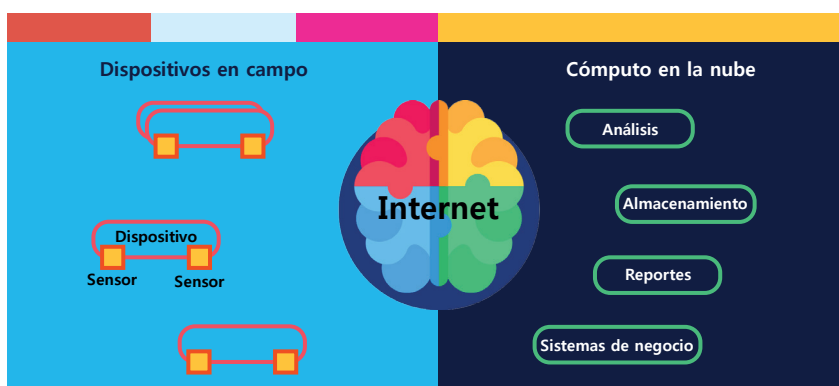 Dispositivos en campo
Dispositivo
Sensor
Sensor
Internet
Cómputo en la nube
Análisis
Almacenamiento
Reportes
Sistemas de negocio